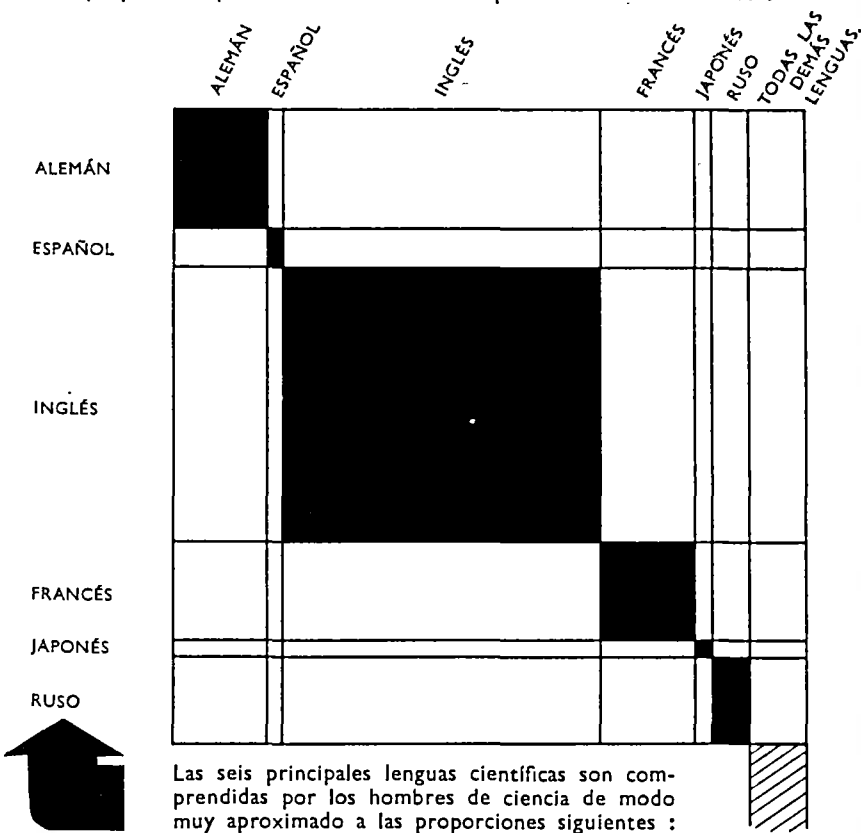 ALEMÁN
ESPAÑOL
INGLÉS
FRANCÉS
JAPONÉS
RUSO
TODAS LAS
DEMÁS
LENGUAS.
ALEMÁN
ESPAÑOL
INGLÉS
FRANCÉS
JAPONÉS
RUSO
Las seis principales lenguas científicas son com-
prendidas por los hombres de ciencia de modo
muy aproximado a las proporciones siguientes :